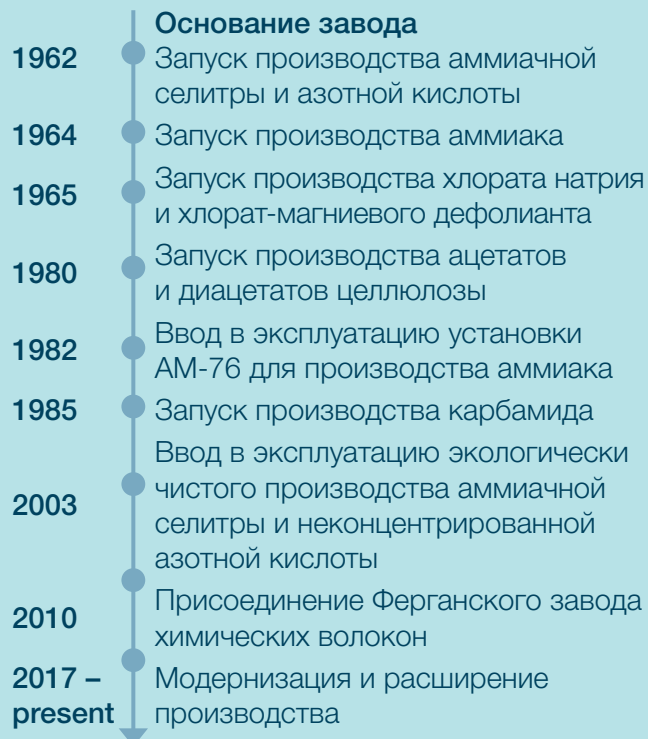 Основание завода
1962 Запуск производства аммиачной
селитры и азотной кислоты
1964 Запуск производства аммиака
1965 Запуск производства хлората натрия
и хлорат-магниевого дефолианта
1980 Запуск производства ацетатов
и диацетатов целлюлозы
1982 Ввод в эксплуатацию установки
АМ-76 для производства аммиака
1985 Запуск производства карбамида
2003 Ввод в эксплуатацию экологически
чистого производства аммиачной
селитры и неконцентрированной
азотной кислоты
2010 Присоединение Ферганского завода
химических волокон
2017 – Модернизация и расширение
present производства